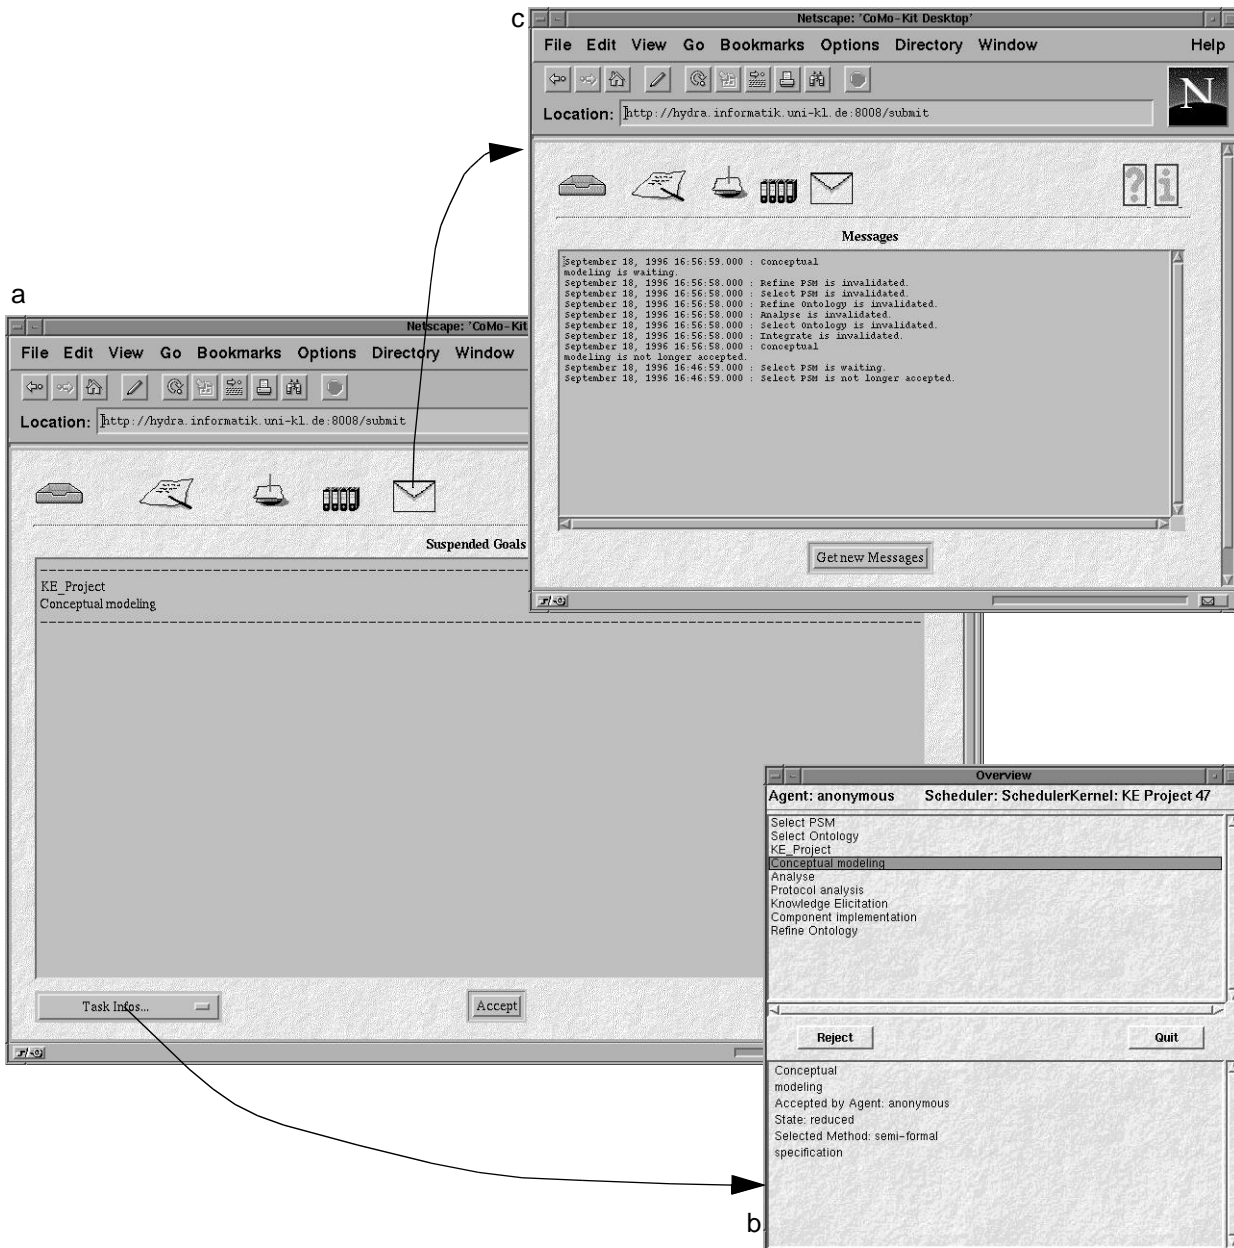 c
Netscape: 'CoMo-Kit Desktop'
File Edit View Go Bookmarks Options Directory Window Help
Location: http://hydra.informatik.uni-kl.de:8008/submit
N
? i
Messages
September 18, 1996 16:56:59.000 : Conceptual
modeling is waiting.
September 18, 1996 16:56:58.000 : Refine PSM is invalidated.
September 18, 1996 16:56:58.000 : Select PSM is invalidated.
September 18, 1996 16:56:58.000 : Refine Ontology is invalidated.
September 18, 1996 16:56:58.000 : Analyse is invalidated.
September 18, 1996 16:56:58.000 : Select Ontology is invalidated.
September 18, 1996 16:56:58.000 : Integrate is invalidated.
September 18, 1996 16:56:58.000 : Conceptual
modeling is not longer accepted.
September 18, 1996 16:46:59.000 : Select PSM is waiting.
September 18, 1996 16:46:59.000 : Select PSM is not longer accepted.
Get new Messages
a
Netscape: 'CoMo-Kit
File Edit View Go Bookmarks Options Directory Window
Location: http://hydra.informatik.uni-kl.de:8008/submit
Suspended Goals
KE_Project
Conceptual modeling
Task Infos...
Accept
Overview
Agent: anonymous Scheduler: SchedulerKernel: KE Project 47
Select PSM
Select Ontology
KE_Project
Conceptual modeling
Analyse
Protocol analysis
Knowledge Elicitation
Component implementation
Refine Ontology
Reject
Quit
Conceptual
modeling
Accepted by Agent: anonymous
State: reduced
Selected Method: semi-formal
specification
b